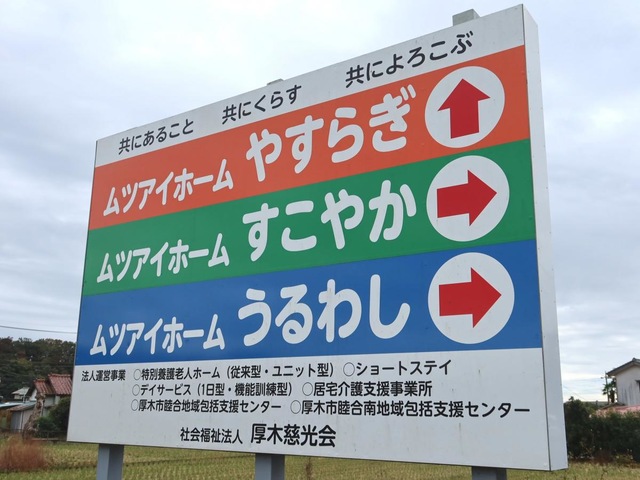 共にあること 共にくらす 共によろこぶ
ムツアイホーム やすらぎ
ムツアイホーム すこやか
ムツアイホーム うるわし
法人運営事業 ○特別養護老人ホーム（従来型・ユニット型） ○ショートステイ
○デイサービス（1日型・機能訓練型） ○居宅介護支援事業所
○厚木市睦合地域包括支援センター ○厚木市睦合南地域包括支援センター
社会福祉法人 厚木慈光会